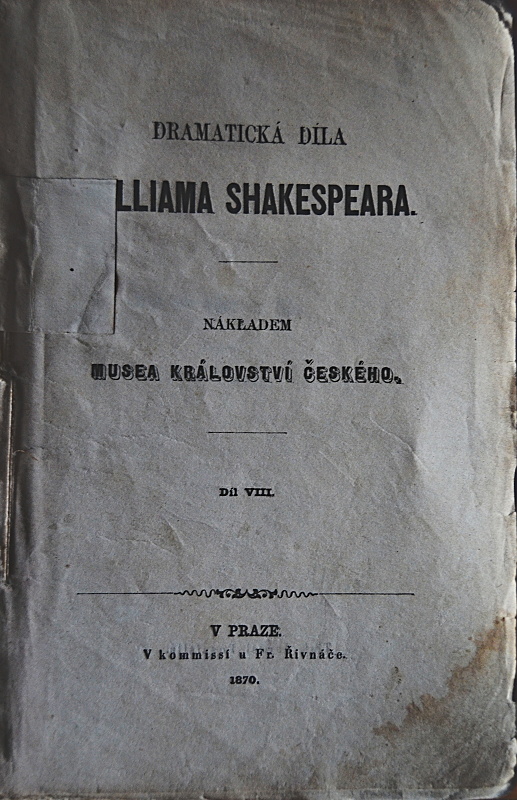 DRAMATICKÁ DÍLA
LLIAMA SHAKESPEARA.
NÁKLADEM
MUSEA KRÁLOVSTVÍ ČESKÉHO.
Díl VIII.
V PRAZE.
V kommissí u Fr. Řivnáče.
1870.